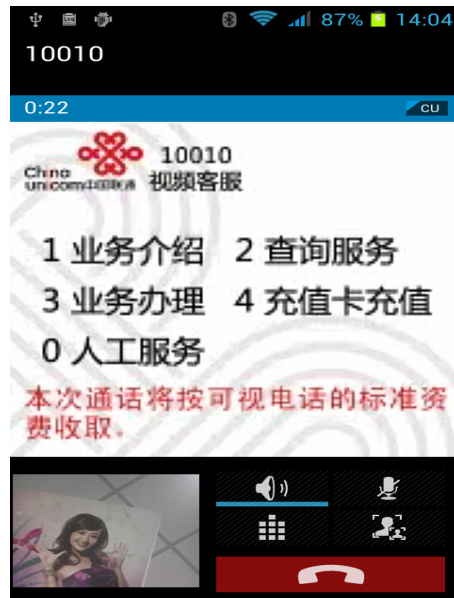 87% 14:04
10010
0:22 CU
10010
China
unicom中国联通 视频客服
1 业务介绍 2 查询服务
3 业务办理 4 充值卡充值
0 人工服务
本次通话将按可视电话的标准资
费收取。